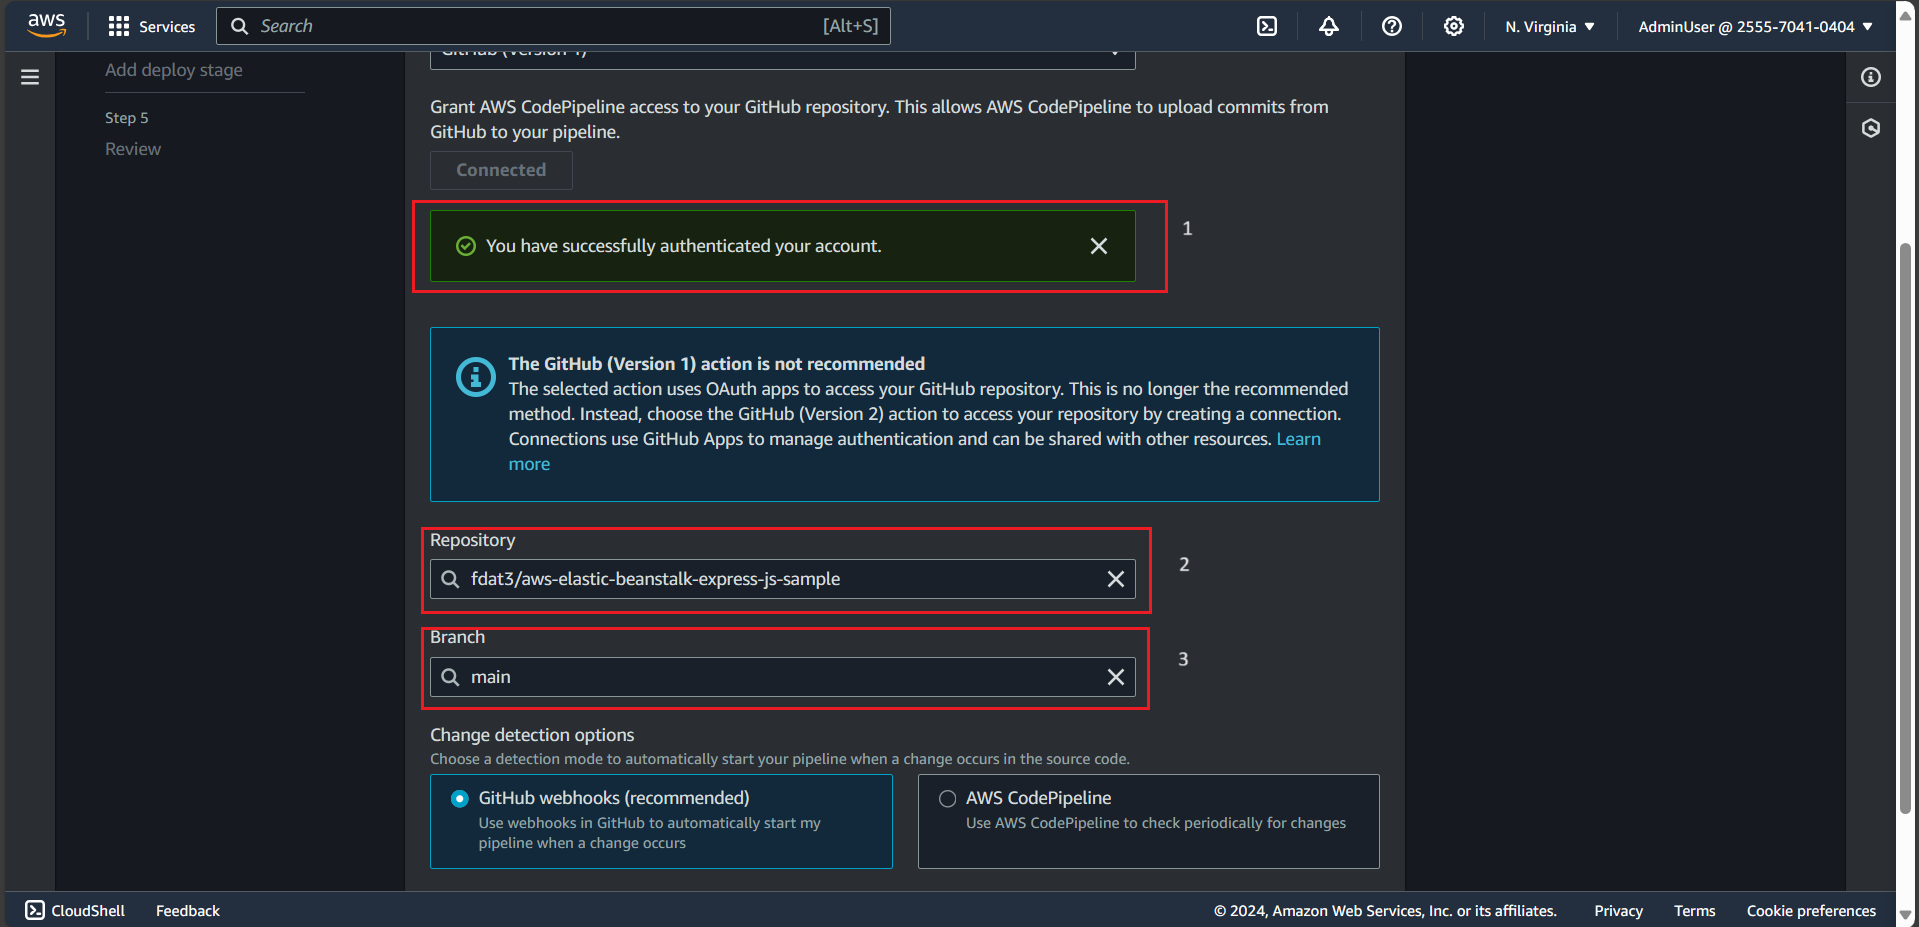 aws
Services
Search
[Alt+S]
N. Virginia
AdminUser @ 2555-7041-0404
Add deploy stage
Step 5
Review
GitHub (Version 1)
Grant AWS CodePipeline access to your GitHub repository. This allows AWS CodePipeline to upload commits from
GitHub to your pipeline.
Connected
You have successfully authenticated your account.
1
The GitHub (Version 1) action is not recommended
The selected action uses OAuth apps to access your GitHub repository. This is no longer the recommended
method. Instead, choose the GitHub (Version 2) action to access your repository by creating a connection.
Connections use GitHub Apps to manage authentication and can be shared with other resources. Learn
more
Repository
fdat3/aws-elastic-beanstalk-express-js-sample
2
Branch
main
3
Change detection options
Choose a detection mode to automatically start your pipeline when a change occurs in the source code.
GitHub webhooks (recommended)
Use webhooks in GitHub to automatically start my
pipeline when a change occurs
AWS CodePipeline
Use AWS CodePipeline to check periodically for changes
CloudShell
Feedback
© 2024, Amazon Web Services, Inc. or its affiliates.
Privacy
Terms
Cookie preferences